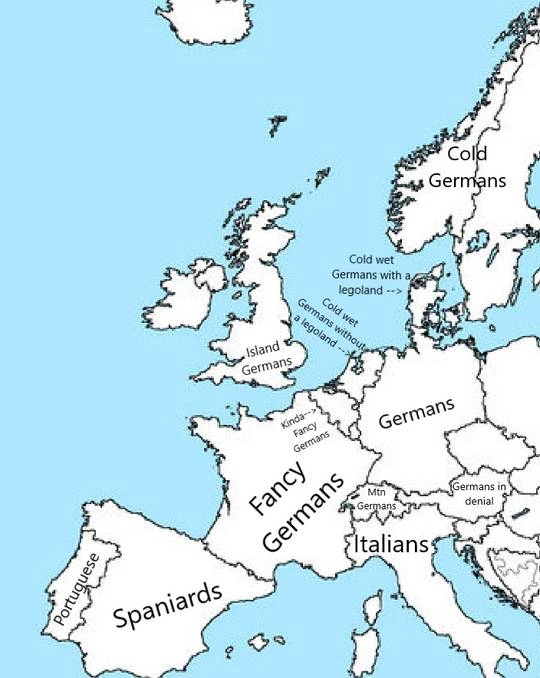 Cold
Germans
Cold wet
Germans with a
legoland -->
Cold wet
Germans without
a legoland -->
Island
Germans
Germans
Kinda-->
Fancy
Germans
Fancy
Germans
Mtn
Germans
Germans in
denial
Italians
Portuguese
Spaniards